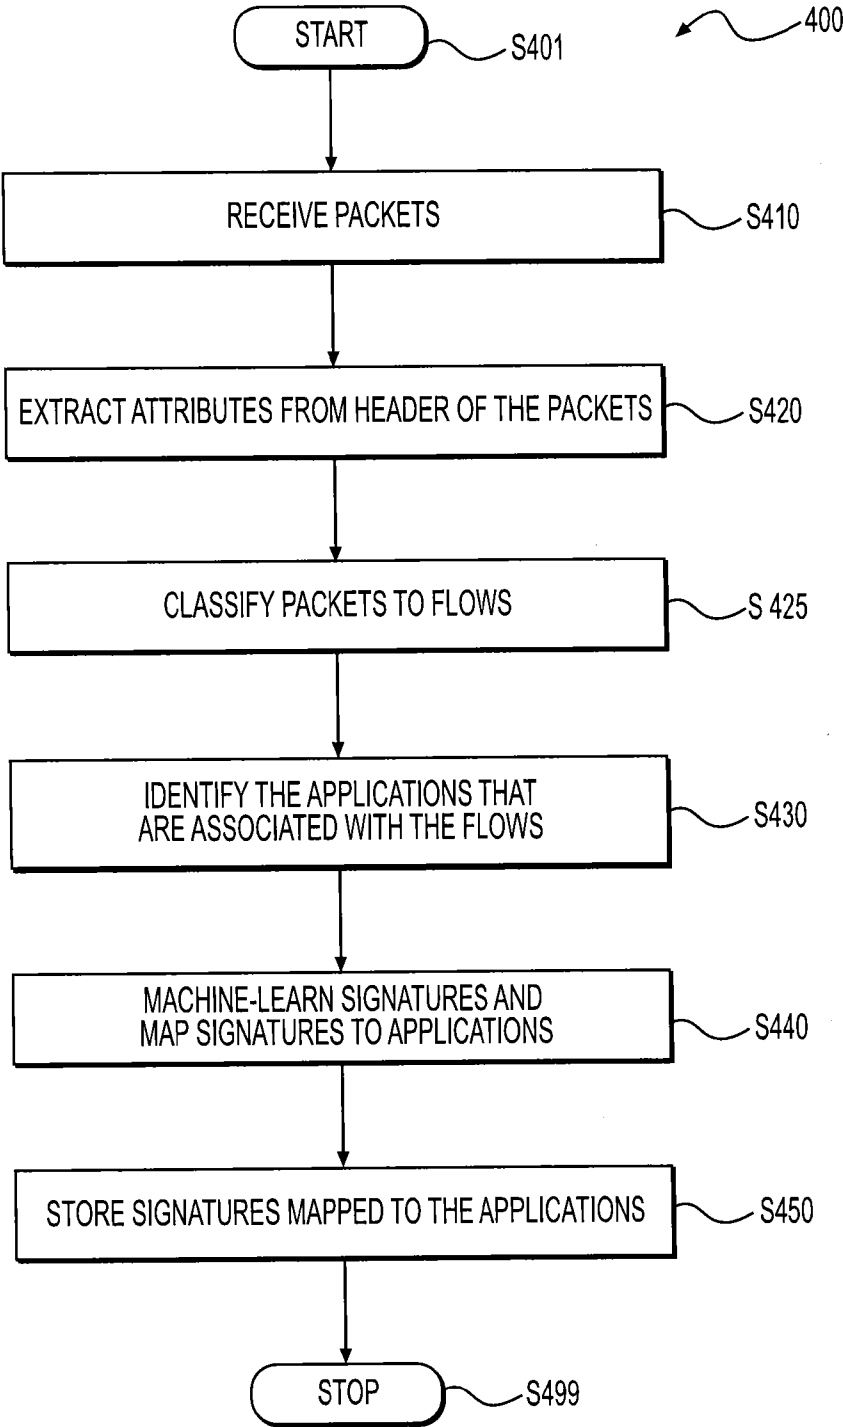 START
S401
400
RECEIVE PACKETS
S410
EXTRACT ATTRIBUTES FROM HEADER OF THE PACKETS
S420
CLASSIFY PACKETS TO FLOWS
S 425
IDENTIFY THE APPLICATIONS THAT
ARE ASSOCIATED WITH THE FLOWS
S430
MACHINE-LEARN SIGNATURES AND
MAP SIGNATURES TO APPLICATIONS
S440
STORE SIGNATURES MAPPED TO THE APPLICATIONS
S450
STOP
S499